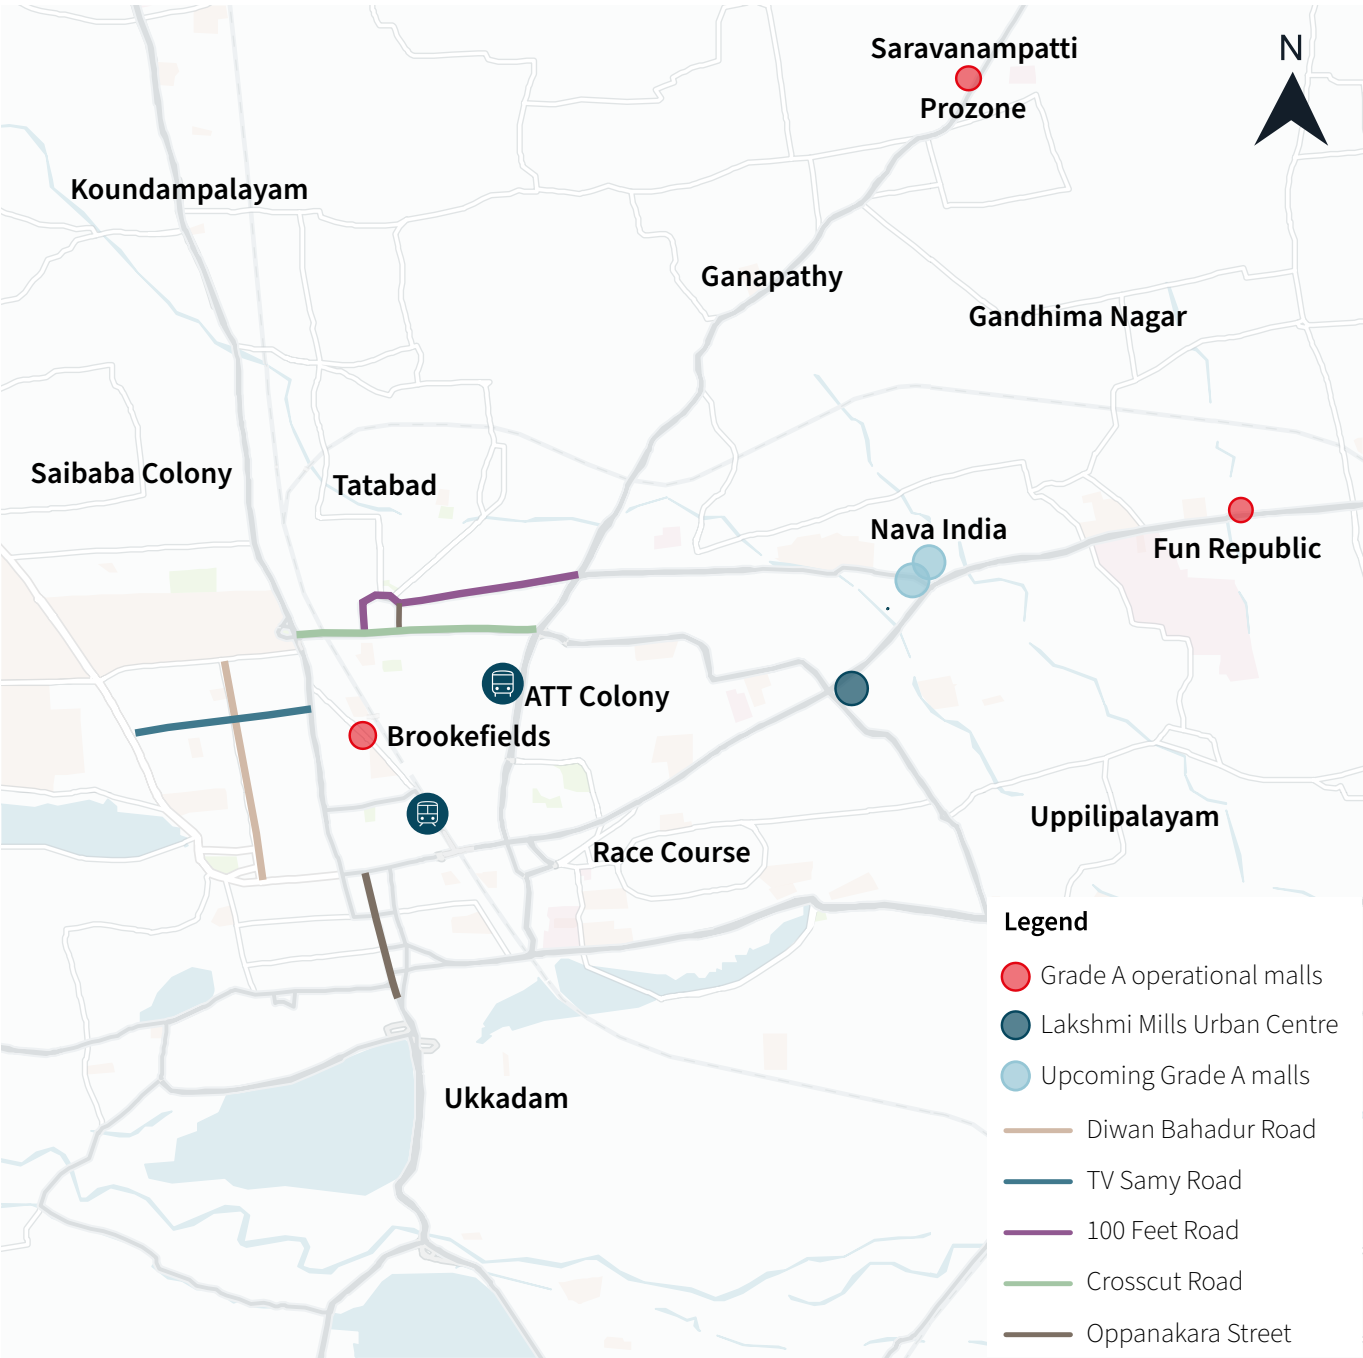 Saravanampatti
N
Prozone
Koundampalayam
Ganapathy
Gandhima Nagar
Saibaba Colony
Tatabad
Nava India
Fun Republic
ATT Colony
Brookefields
Uppilipalayam
Race Course
Ukkadam
Legend
Grade A operational malls
Lakshmi Mills Urban Centre
Upcoming Grade A malls
Diwan Bahadur Road
TV Samy Road
100 Feet Road
Crosscut Road
Oppanakara Street